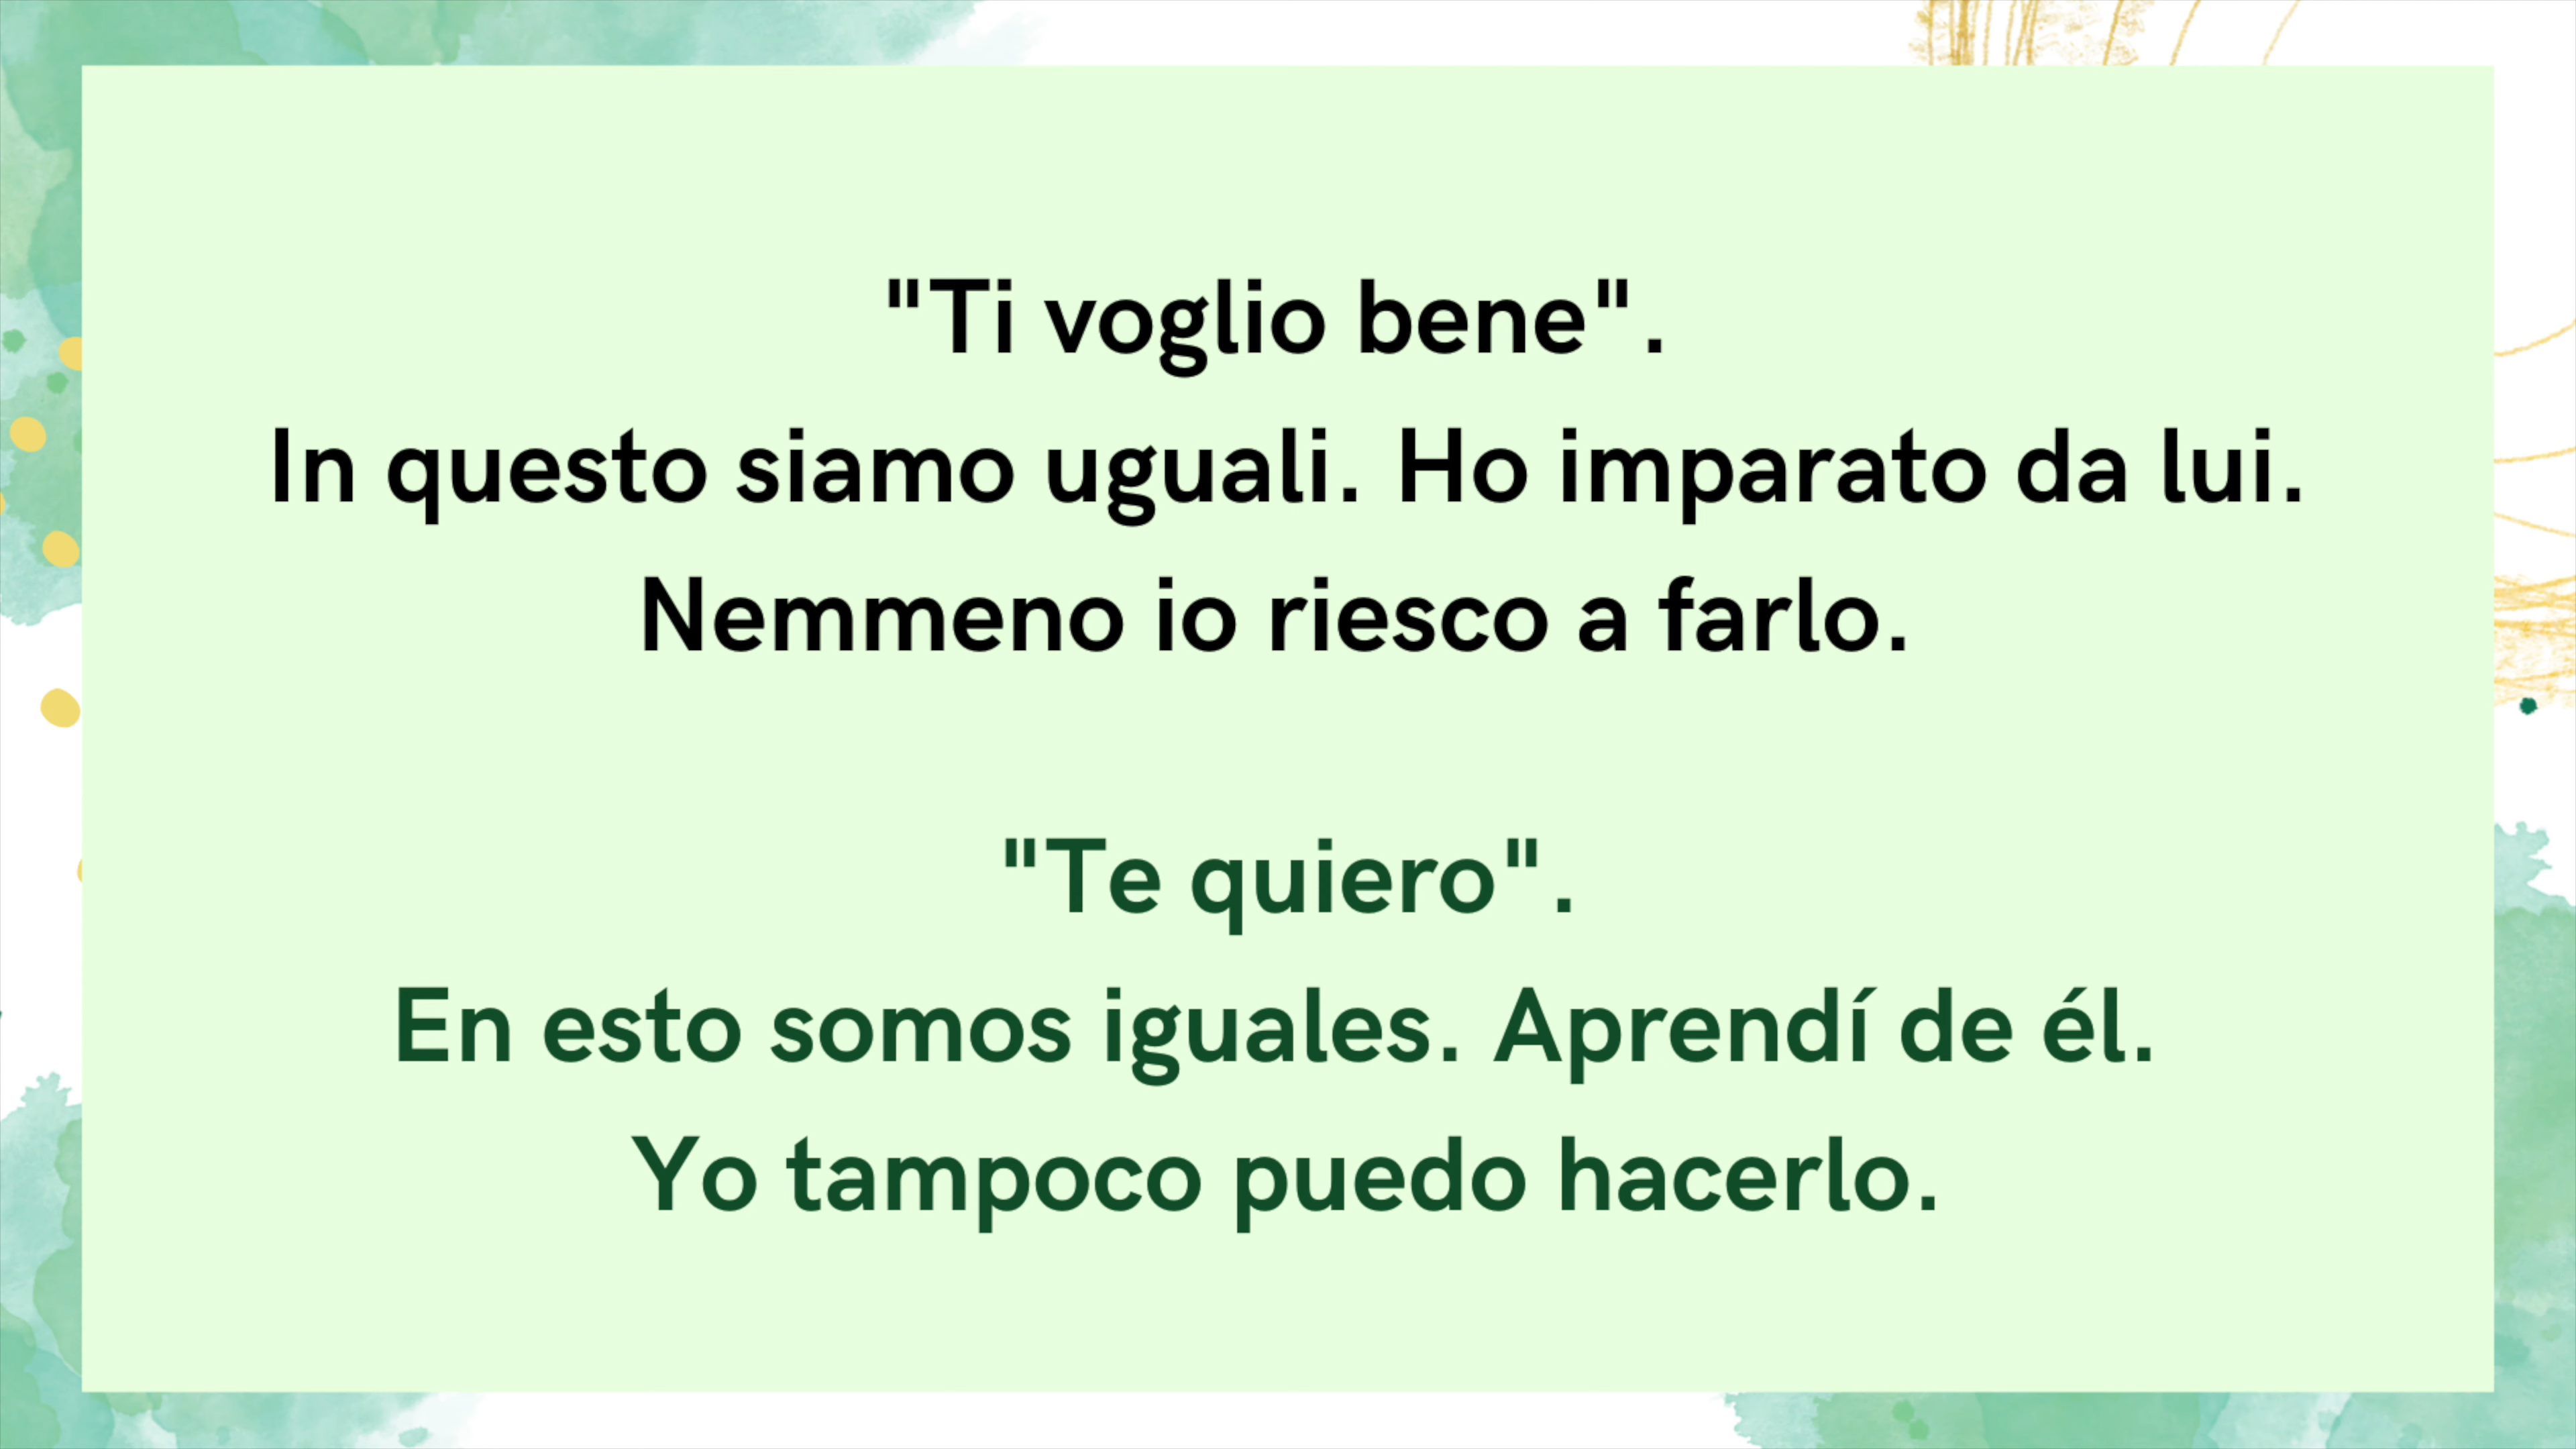 "Ti voglio bene".
In questo siamo uguali. Ho imparato da lui.
Nemmeno io riesco a farlo.
"Te quiero".
En esto somos iguales. Aprendí de él.
Yo tampoco puedo hacerlo.